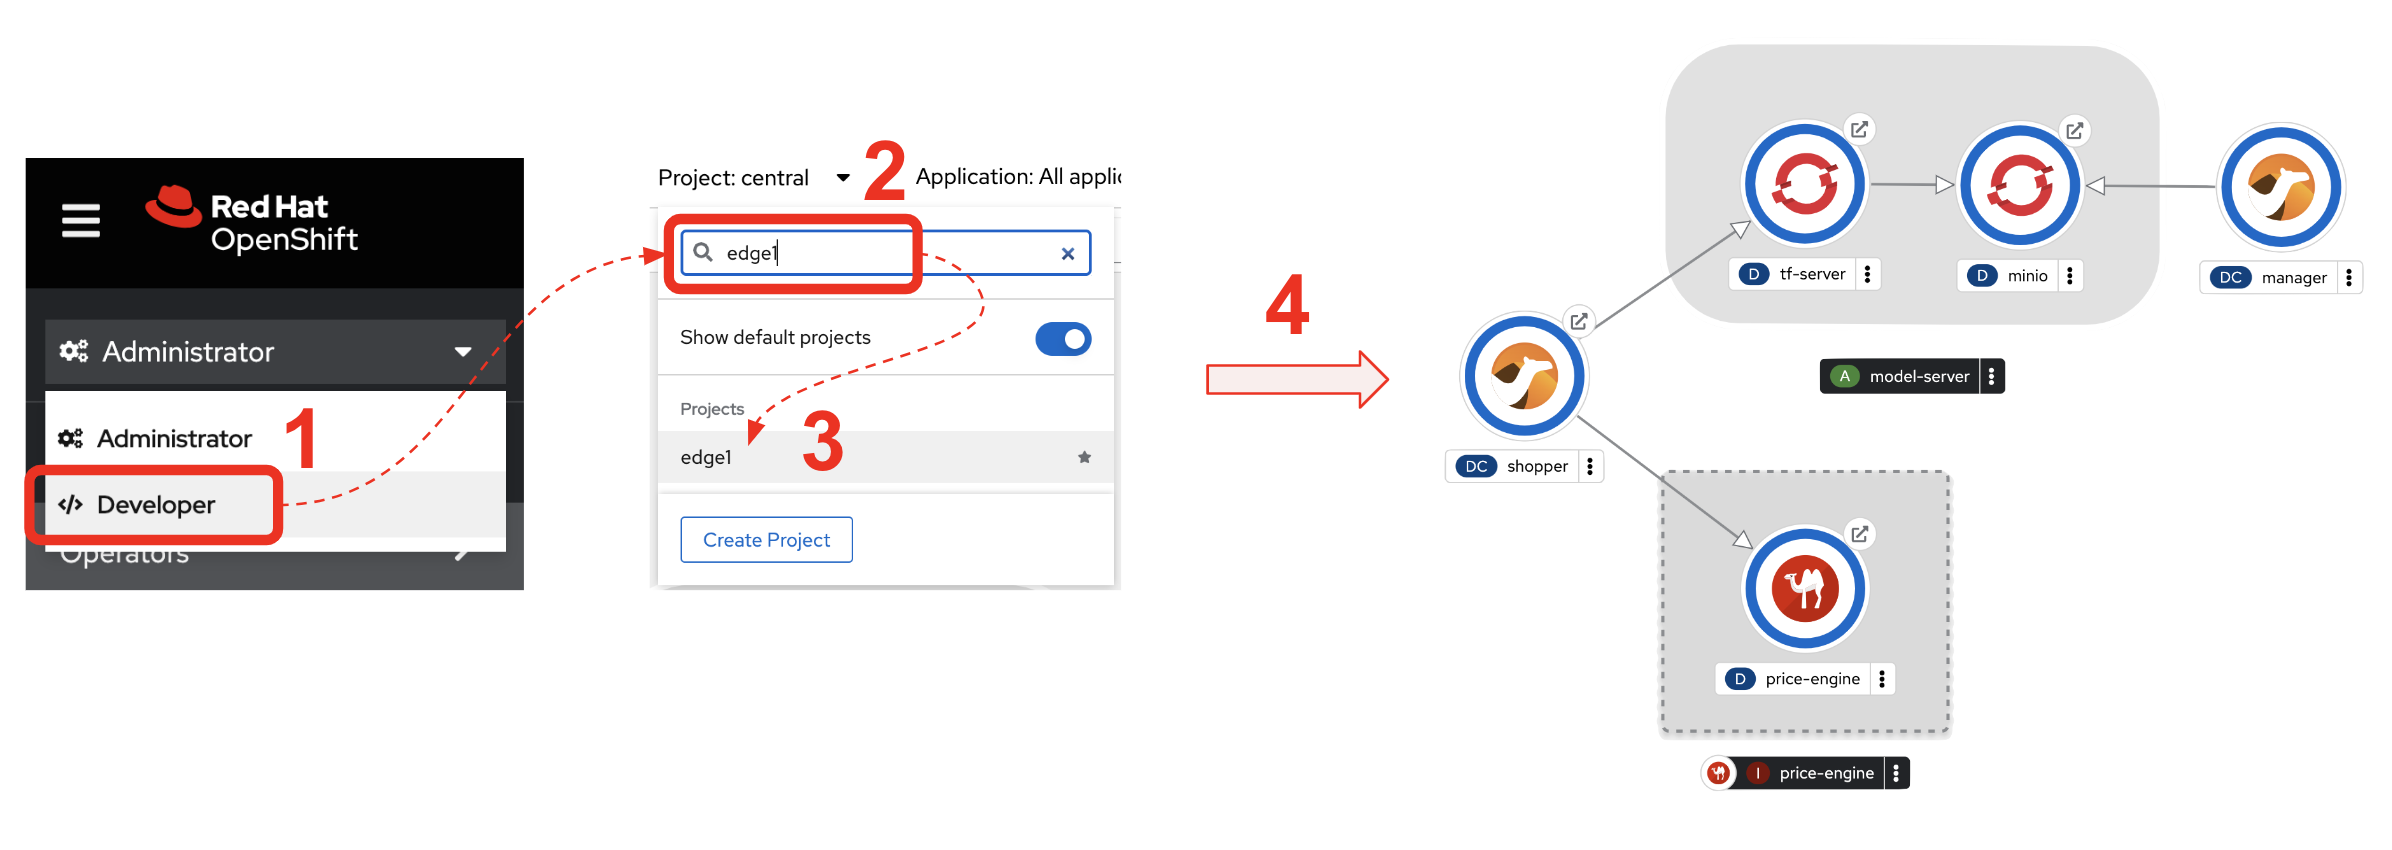 Red Hat
OpenShift
Administrator
Administrator
1
Developer
Operators
Project: central
2
Application: All applic
edge1
Show default projects
Projects
3
edge1
Create Project
4
D tf-server
D minio
DC manager
A model-server
DC shopper
D price-engine
I price-engine